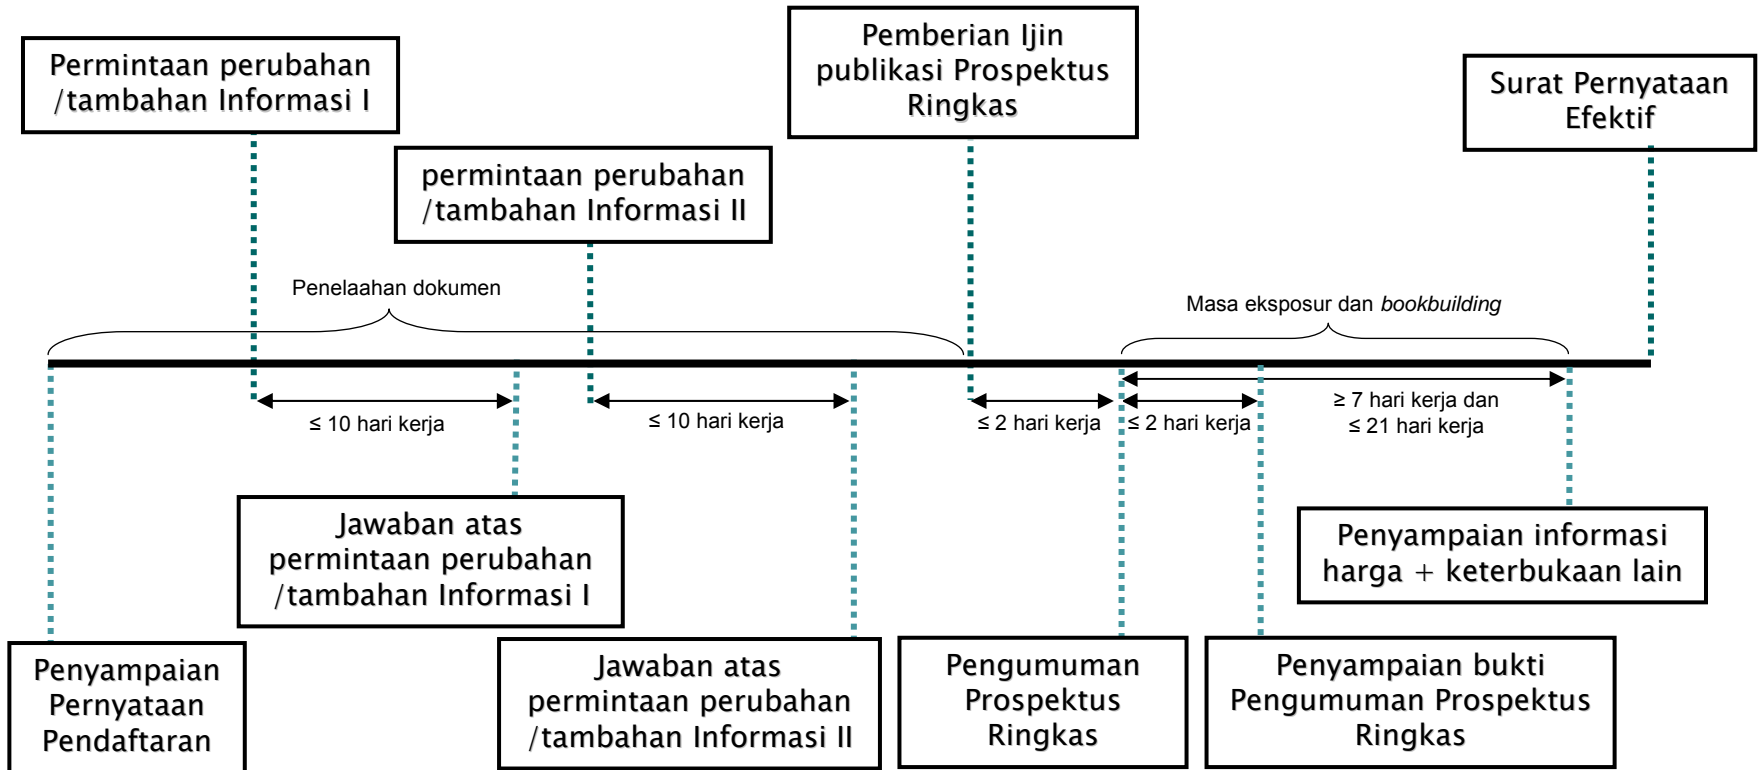 Permintaan perubahan
/tambahan Informasi I
permintaan perubahan
/tambahan Informasi II
Pemberian Ijin
publikasi Prospektus
Ringkas
Surat Pernyataan
Efektif
Penelaahan dokumen
Masa eksposur dan bookbuilding
≤ 10 hari kerja
≤ 10 hari kerja
≤ 2 hari kerja
≤ 2 hari kerja
≥ 7 hari kerja dan
≤ 21 hari kerja
Jawaban atas
permintaan perubahan
/tambahan Informasi I
Penyampaian informasi
harga + keterbukaan lain
Penyampaian
Pernyataan
Pendaftaran
Jawaban atas
permintaan perubahan
/tambahan Informasi II
Pengumuman
Prospektus
Ringkas
Penyampaian bukti
Pengumuman Prospektus
Ringkas